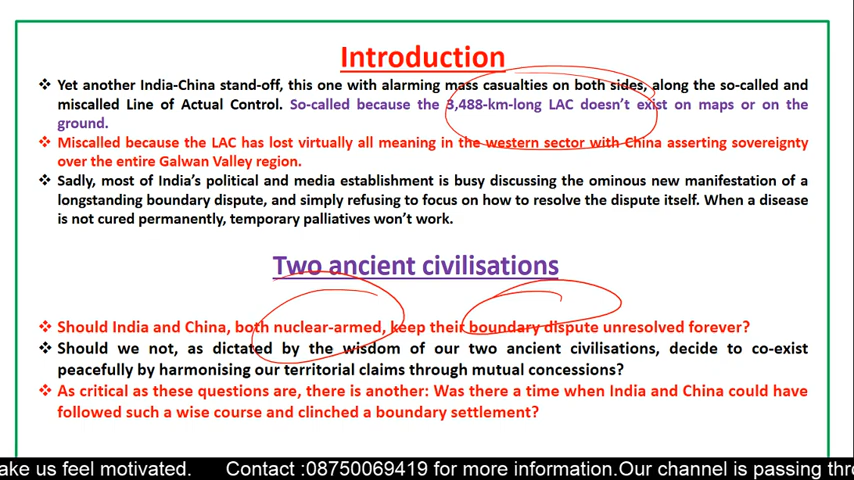 Introduction
❖ Yet another India-China stand-off, this one with alarming mass casualties on both sides, along the so-called and
miscalled Line of Actual Control. So-called because the 3,488-km-long LAC doesn't exist on maps or on the
ground.
❖ Miscalled because the LAC has lost virtually all meaning in the western sector with China asserting sovereignty
over the entire Galwan Valley region.
❖ Sadly, most of India's political and media establishment is busy discussing the ominous new manifestation of a
longstanding boundary dispute, and simply refusing to focus on how to resolve the dispute itself. When a disease
is not cured permanently, temporary palliatives won't work.
Two ancient civilisations
❖ Should India and China, both nuclear-armed, keep their boundary dispute unresolved forever?
❖ Should we not, as dictated by the wisdom of our two ancient civilisations, decide to co-exist
peacefully by harmonising our territorial claims through mutual concessions?
❖ As critical as these questions are, there is another: Was there a time when India and China could have
followed such a wise course and clinched a boundary settlement?
ake us feel motivated. Contact :08750069419 for more information.Our channel is passing thro